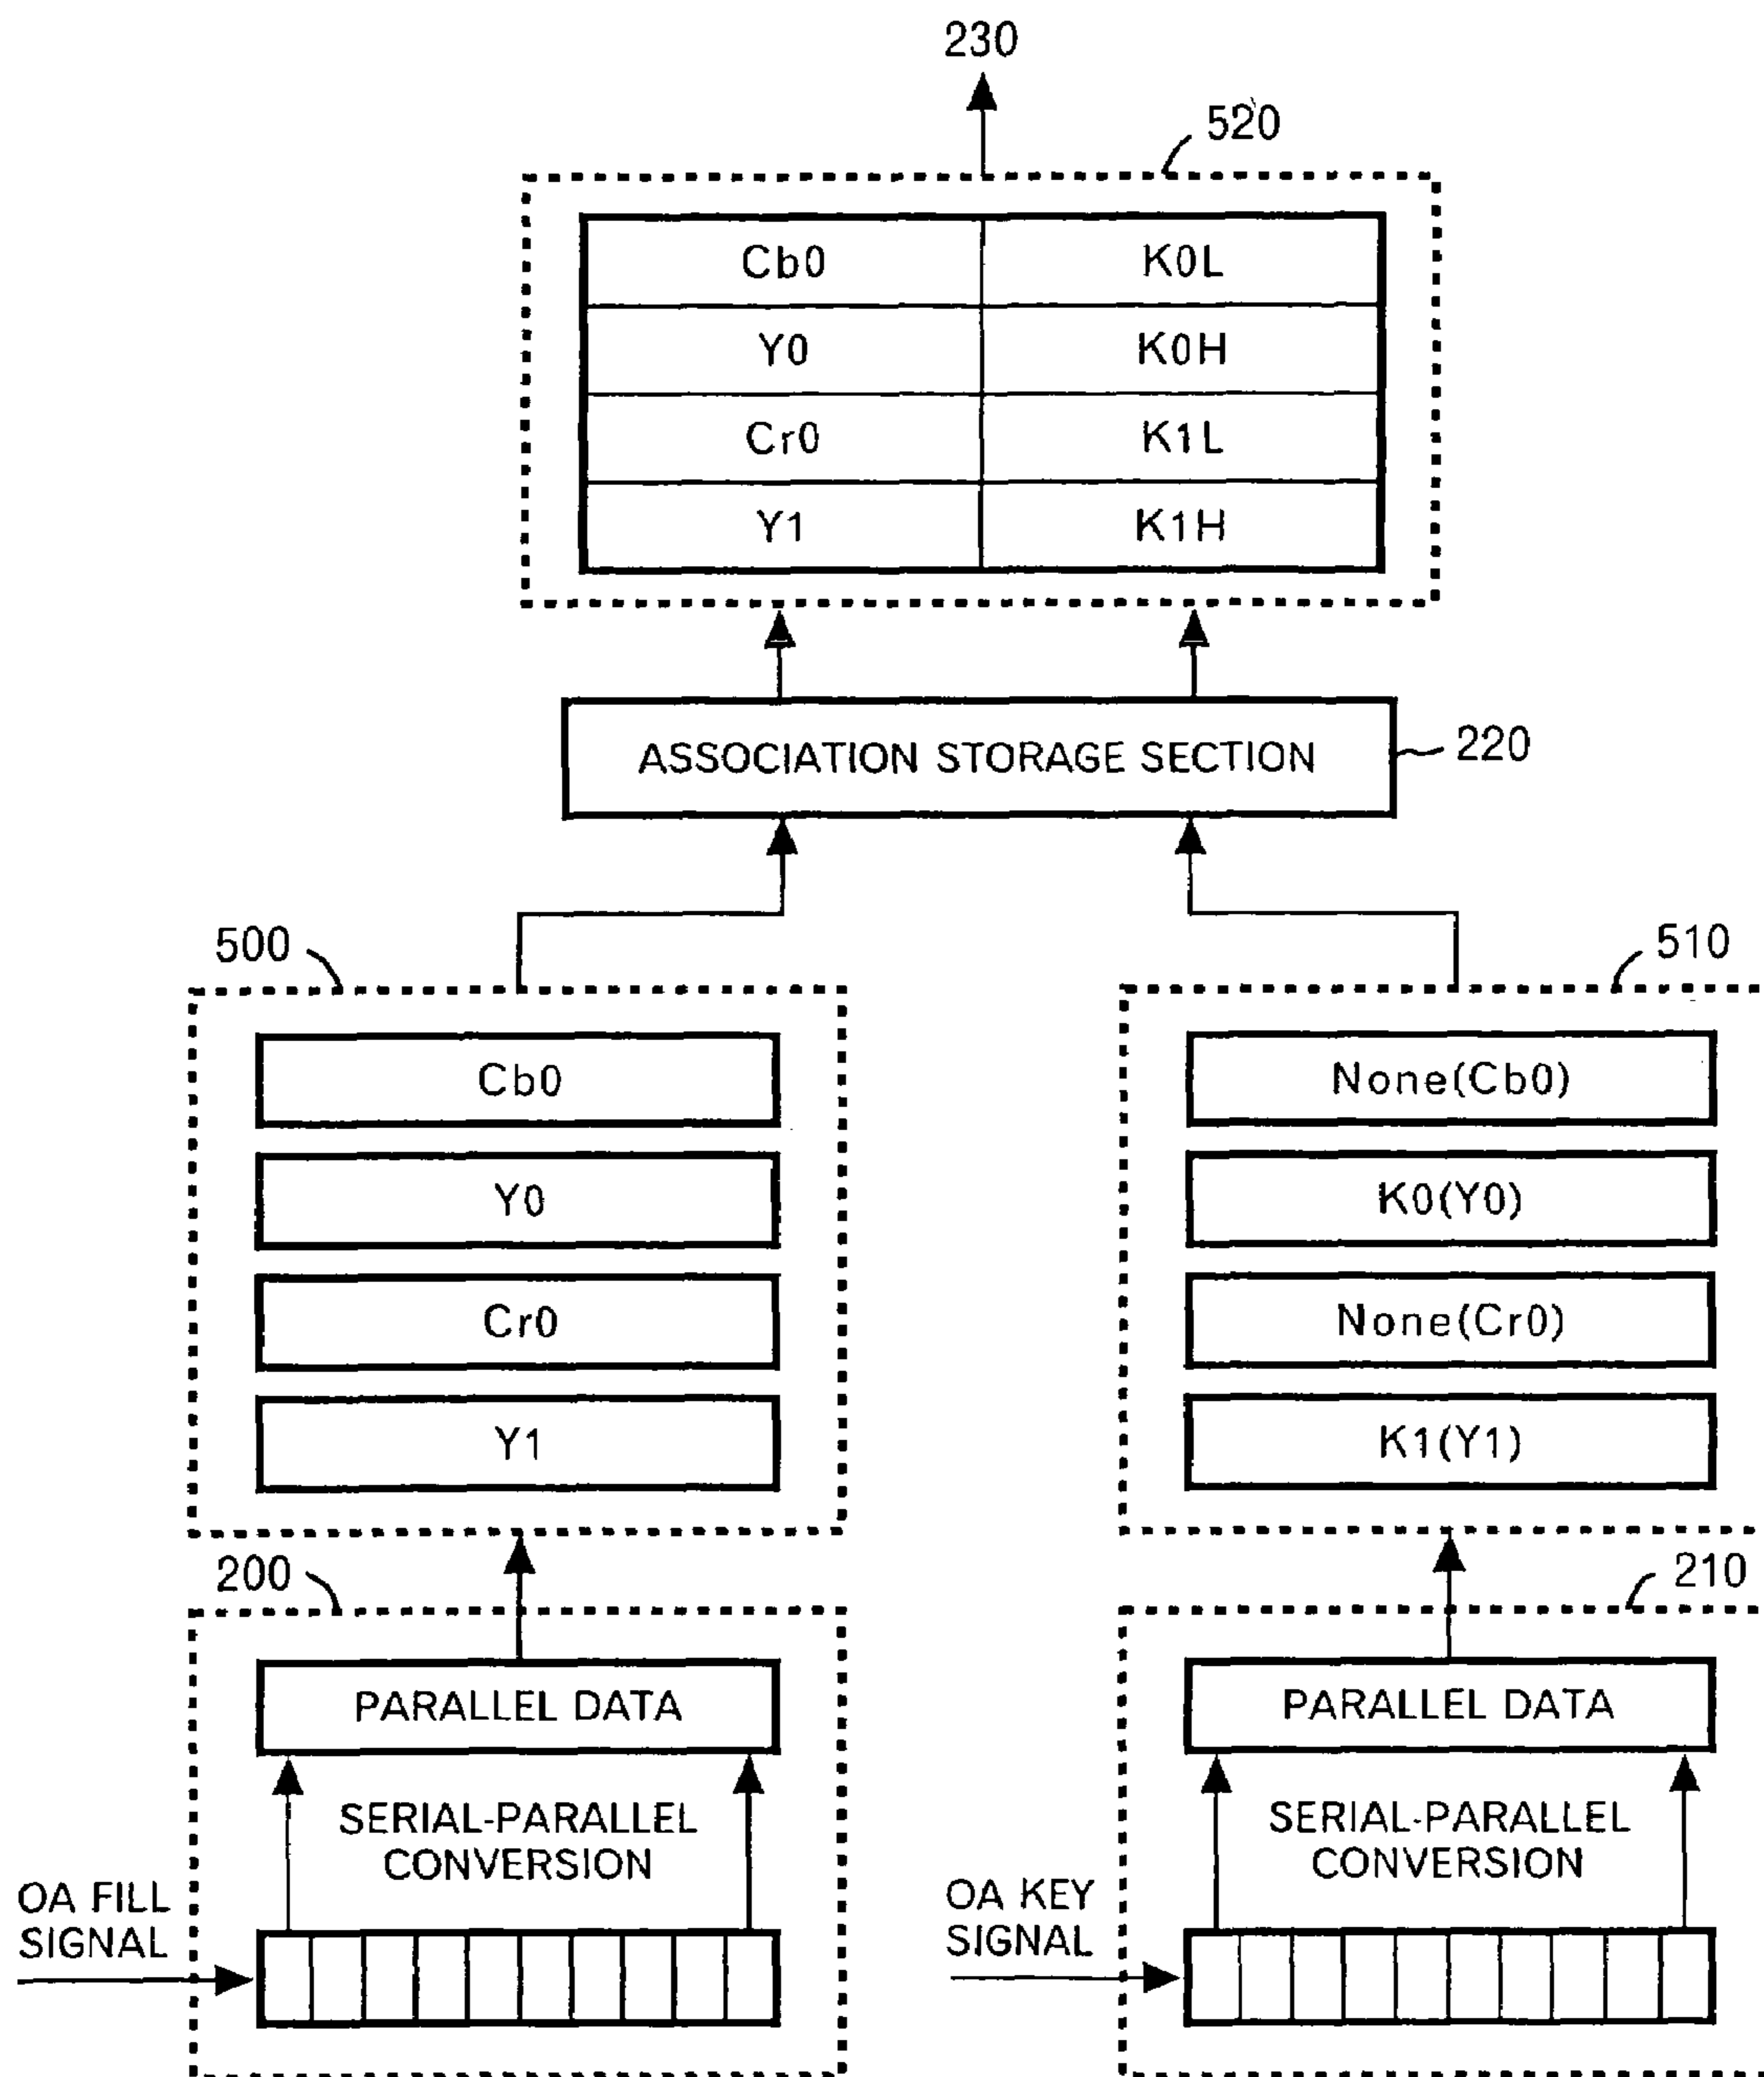 230
520
Cb0 K0L
Y0 K0H
Cr0 K1L
Y1 K1H
ASSOCIATION STORAGE SECTION
220
500
510
Cb0
Y0
Cr0
Y1
None(Cb0)
K0(Y0)
None(Cr0)
K1(Y1)
200
210
PARALLEL DATA
SERIAL-PARALLEL
CONVERSION
OA FILL
SIGNAL
PARALLEL DATA
SERIAL-PARALLEL
CONVERSION
OA KEY
SIGNAL